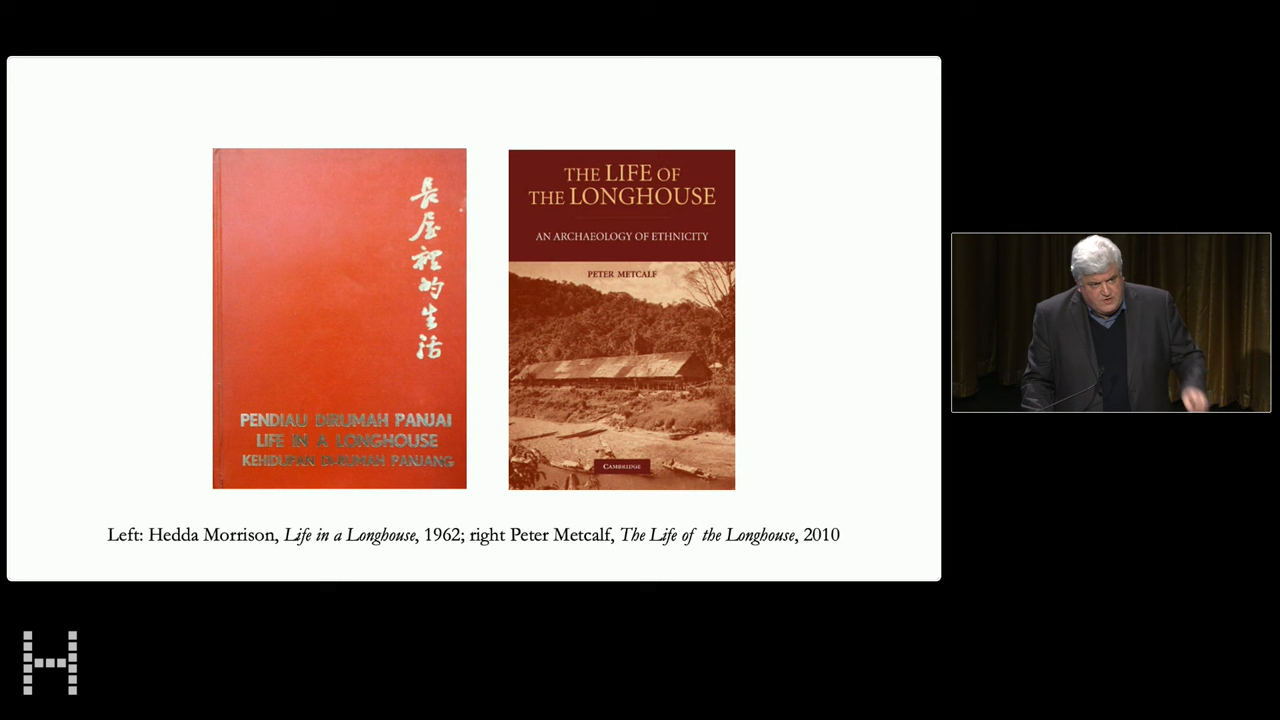 長屋裡的生活
PENDIAU DIRUMAH PANJAI
LIFE IN A LONGHOUSE
KEHIDUPAN DI-RUMAH PANJANG
THE LIFE OF
THE LONGHOUSE
AN ARCHAEOLOGY OF ETHNICITY
PETER METCALF
CAMBRIDGE
Left: Hedda Morrison, Life in a Longhouse, 1962; right Peter Metcalf, The Life of the Longhouse, 2010
H